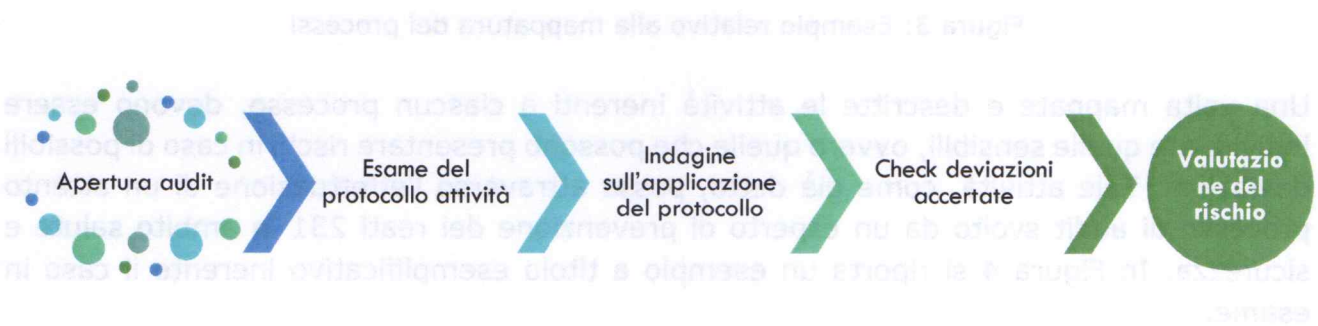 Apertura audit
Esame del
protocollo attività
Indagine
sull'applicazione
del protocollo
Check deviazioni
accertate
Valutazio
ne del
rischio